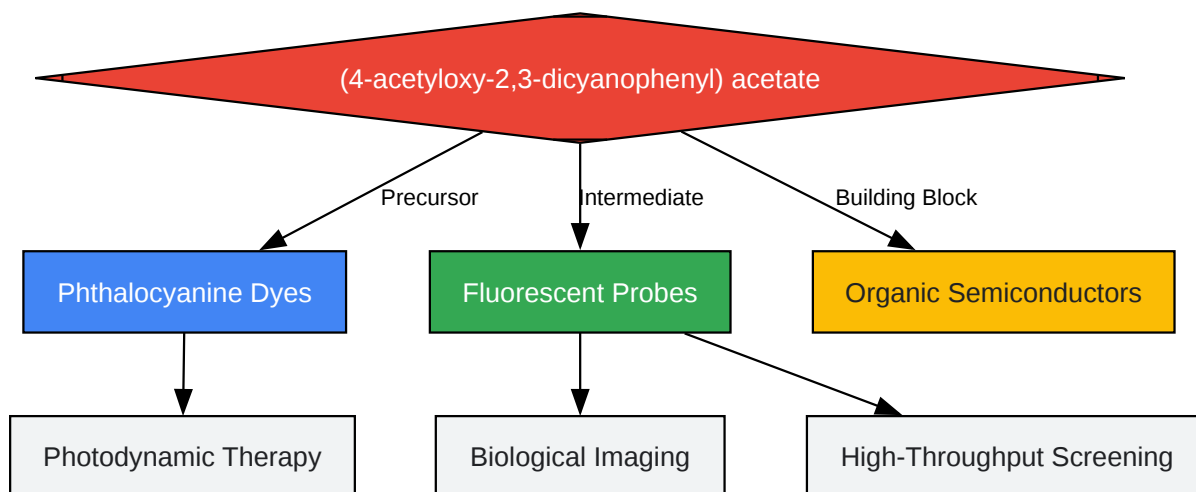 (4-acetyloxy-2,3-dicyanophenyl) acetate
Precursor
Intermediate
Building Block
Phthalocyanine Dyes
Fluorescent Probes
Organic Semiconductors
Photodynamic Therapy
Biological Imaging
High-Throughput Screening